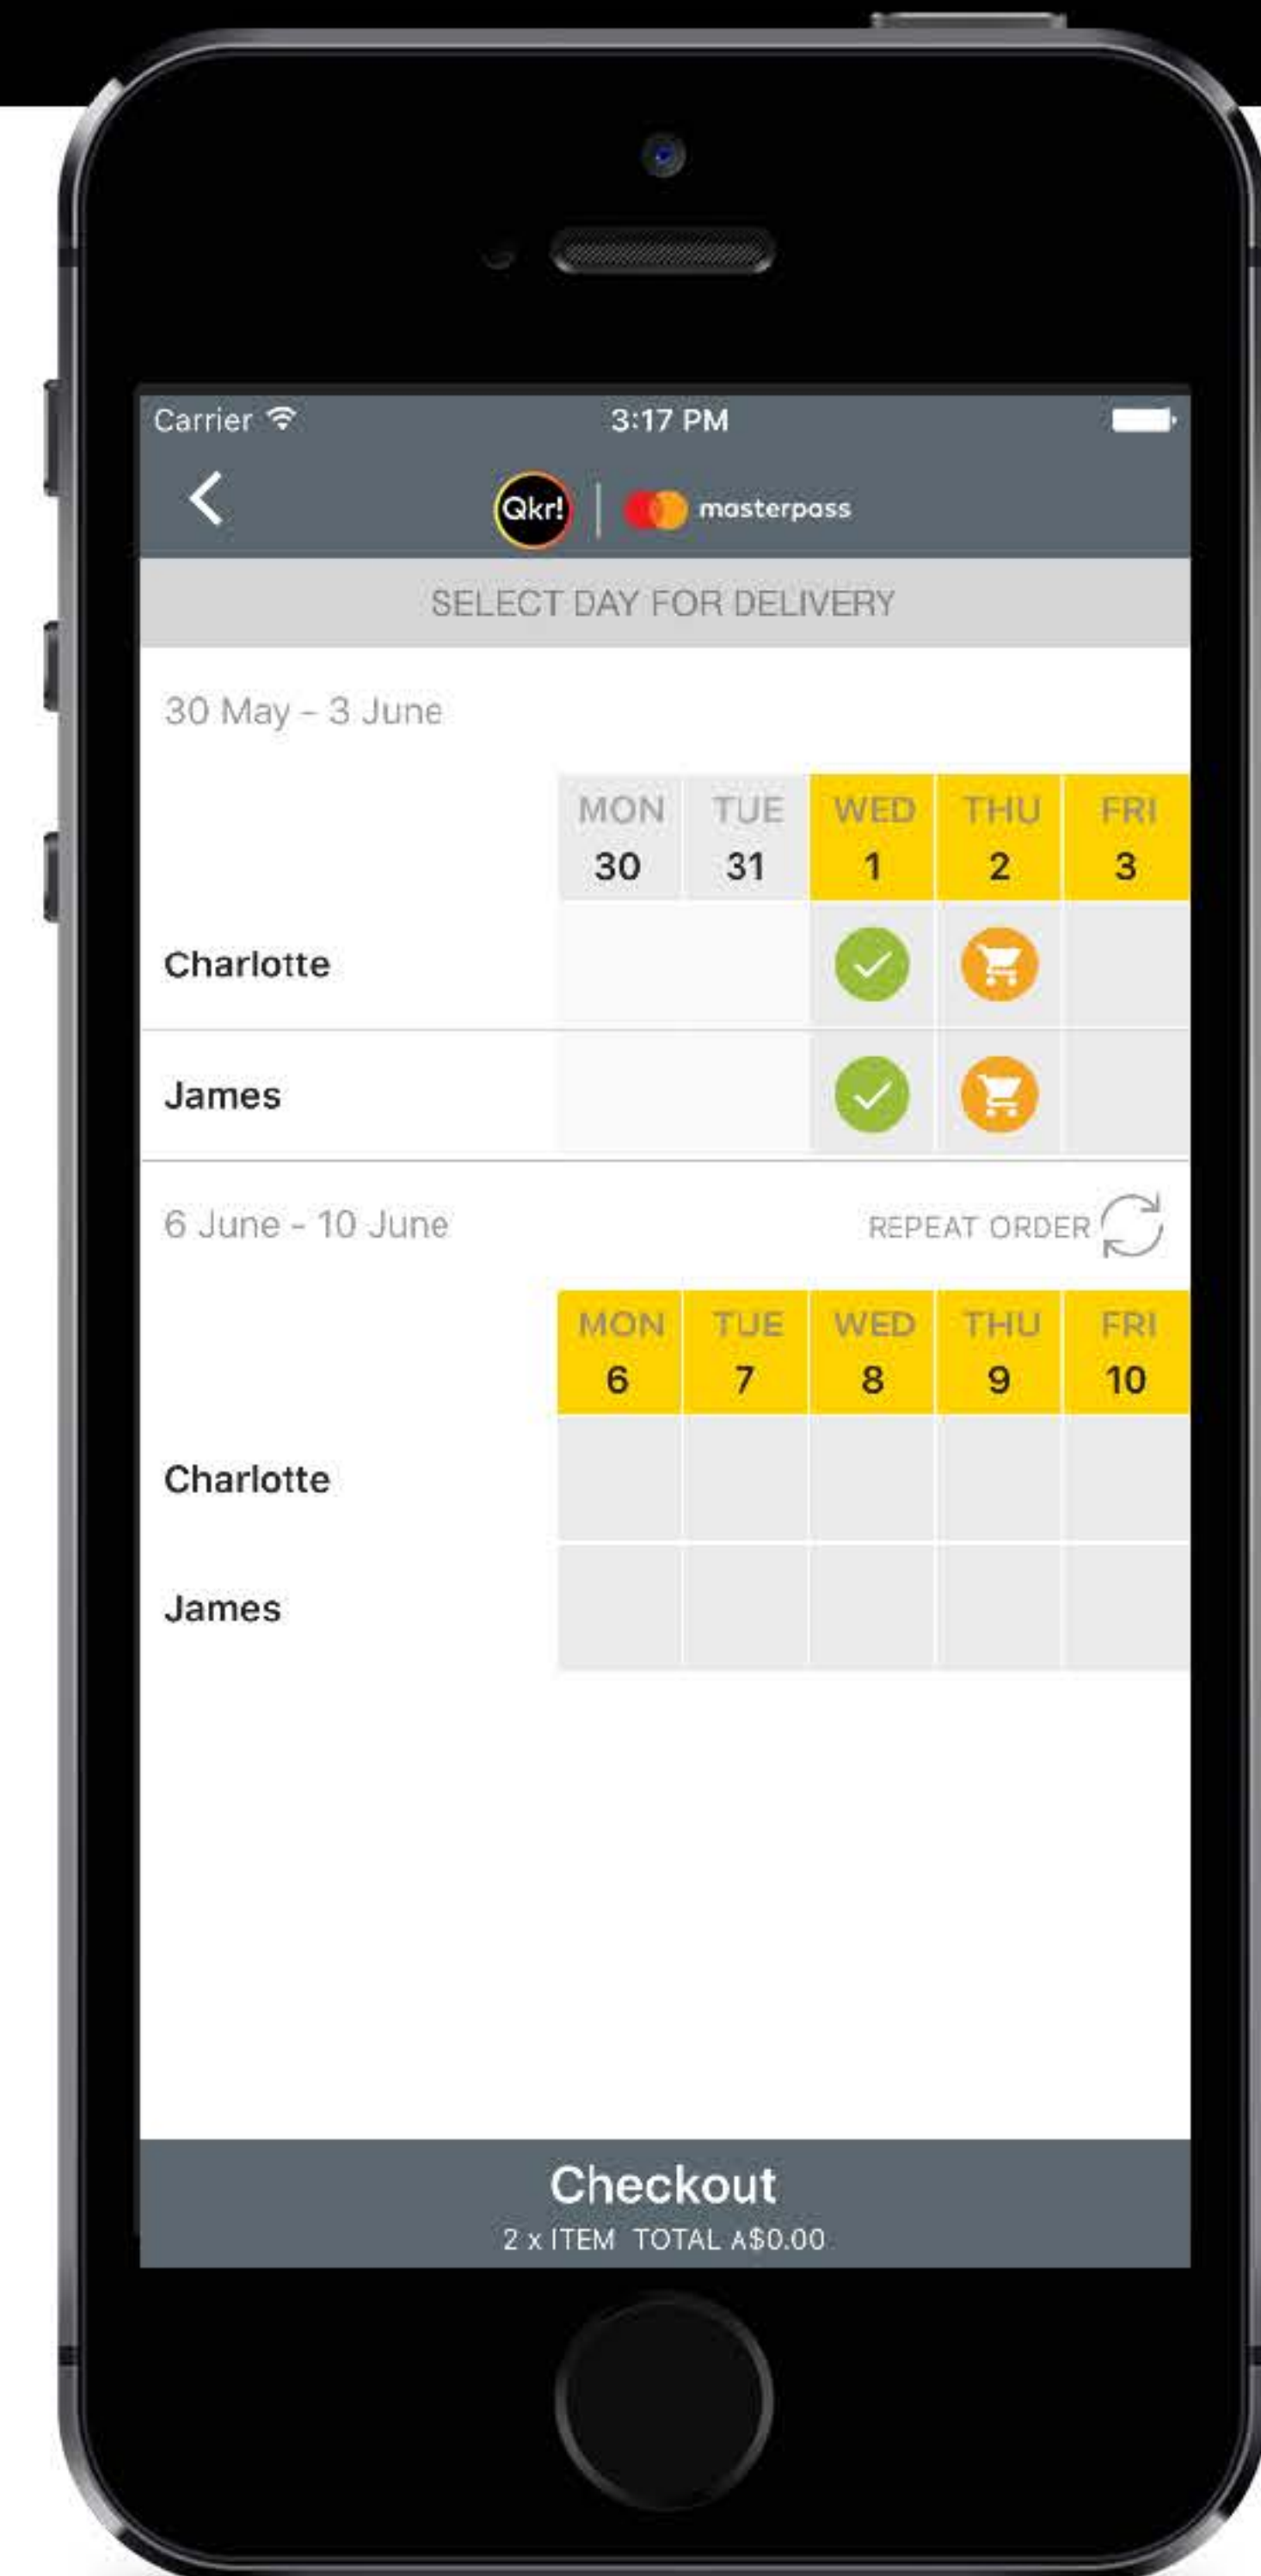 Carrier 3:17 PM
Qkr! masterpass
SELECT DAY FOR DELIVERY
30 May - 3 June
MON TUE WED THU FRI
30 31 1 2 3
Charlotte
James
6 June - 10 June REPEAT ORDER
MON TUE WED THU FRI
6 7 8 9 10
Charlotte
James
Checkout
2 x ITEM TOTAL A$0.00